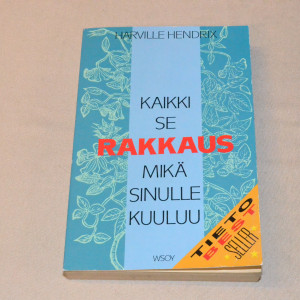 HARVILLE HENDRIX
KAIKKI
SE
RAKKAUS
MIKÄ
SINULLE
KUULUU
TIETO
BEST
SELLER
WSOY